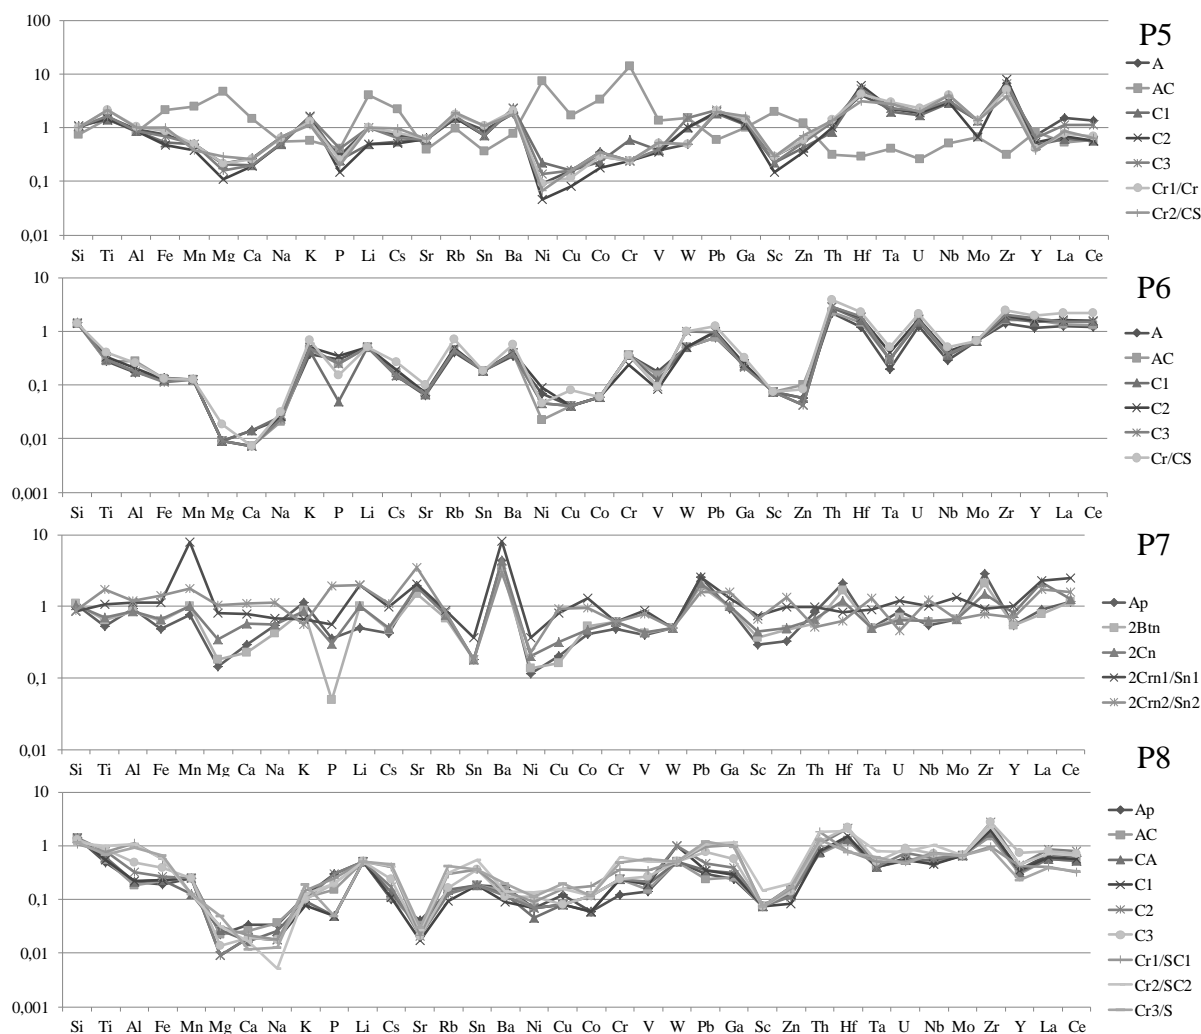 P5
100
10
1
0,1
0,01
Si Ti Al Fe Mn Mg Ca Na K P Li Cs Sr Rb Sn Ba Ni Cu Co Cr V W Pb Ga Sc Zn Th Hf Ta U Nb Mo Zr Y La Ce
A
AC
C1
C2
C3
Cr1/Cr
Cr2/CS
P6
10
1
0,1
0,01
0,001
Si Ti Al Fe Mn Mg Ca Na K P Li Cs Sr Rb Sn Ba Ni Cu Co Cr V W Pb Ga Sc Zn Th Hf Ta U Nb Mo Zr Y La Ce
A
AC
C1
C2
C3
Cr/CS
P7
10
1
0,1
0,01
Si Ti Al Fe Mn Mg Ca Na K P Li Cs Sr Rb Sn Ba Ni Cu Co Cr V W Pb Ga Sc Zn Th Hf Ta U Nb Mo Zr Y La Ce
Ap
2Btn
2Cn
2Crn1/Sn1
2Crn2/Sn2
P8
10
1
0,1
0,01
0,001
Si Ti Al Fe Mn Mg Ca Na K P Li Cs Sr Rb Sn Ba Ni Cu Co Cr V W Pb Ga Sc Zn Th Hf Ta U Nb Mo Zr Y La Ce
Ap
AC
CA
C1
C2
C3
Cr1/SC1
Cr2/SC2
Cr3/S